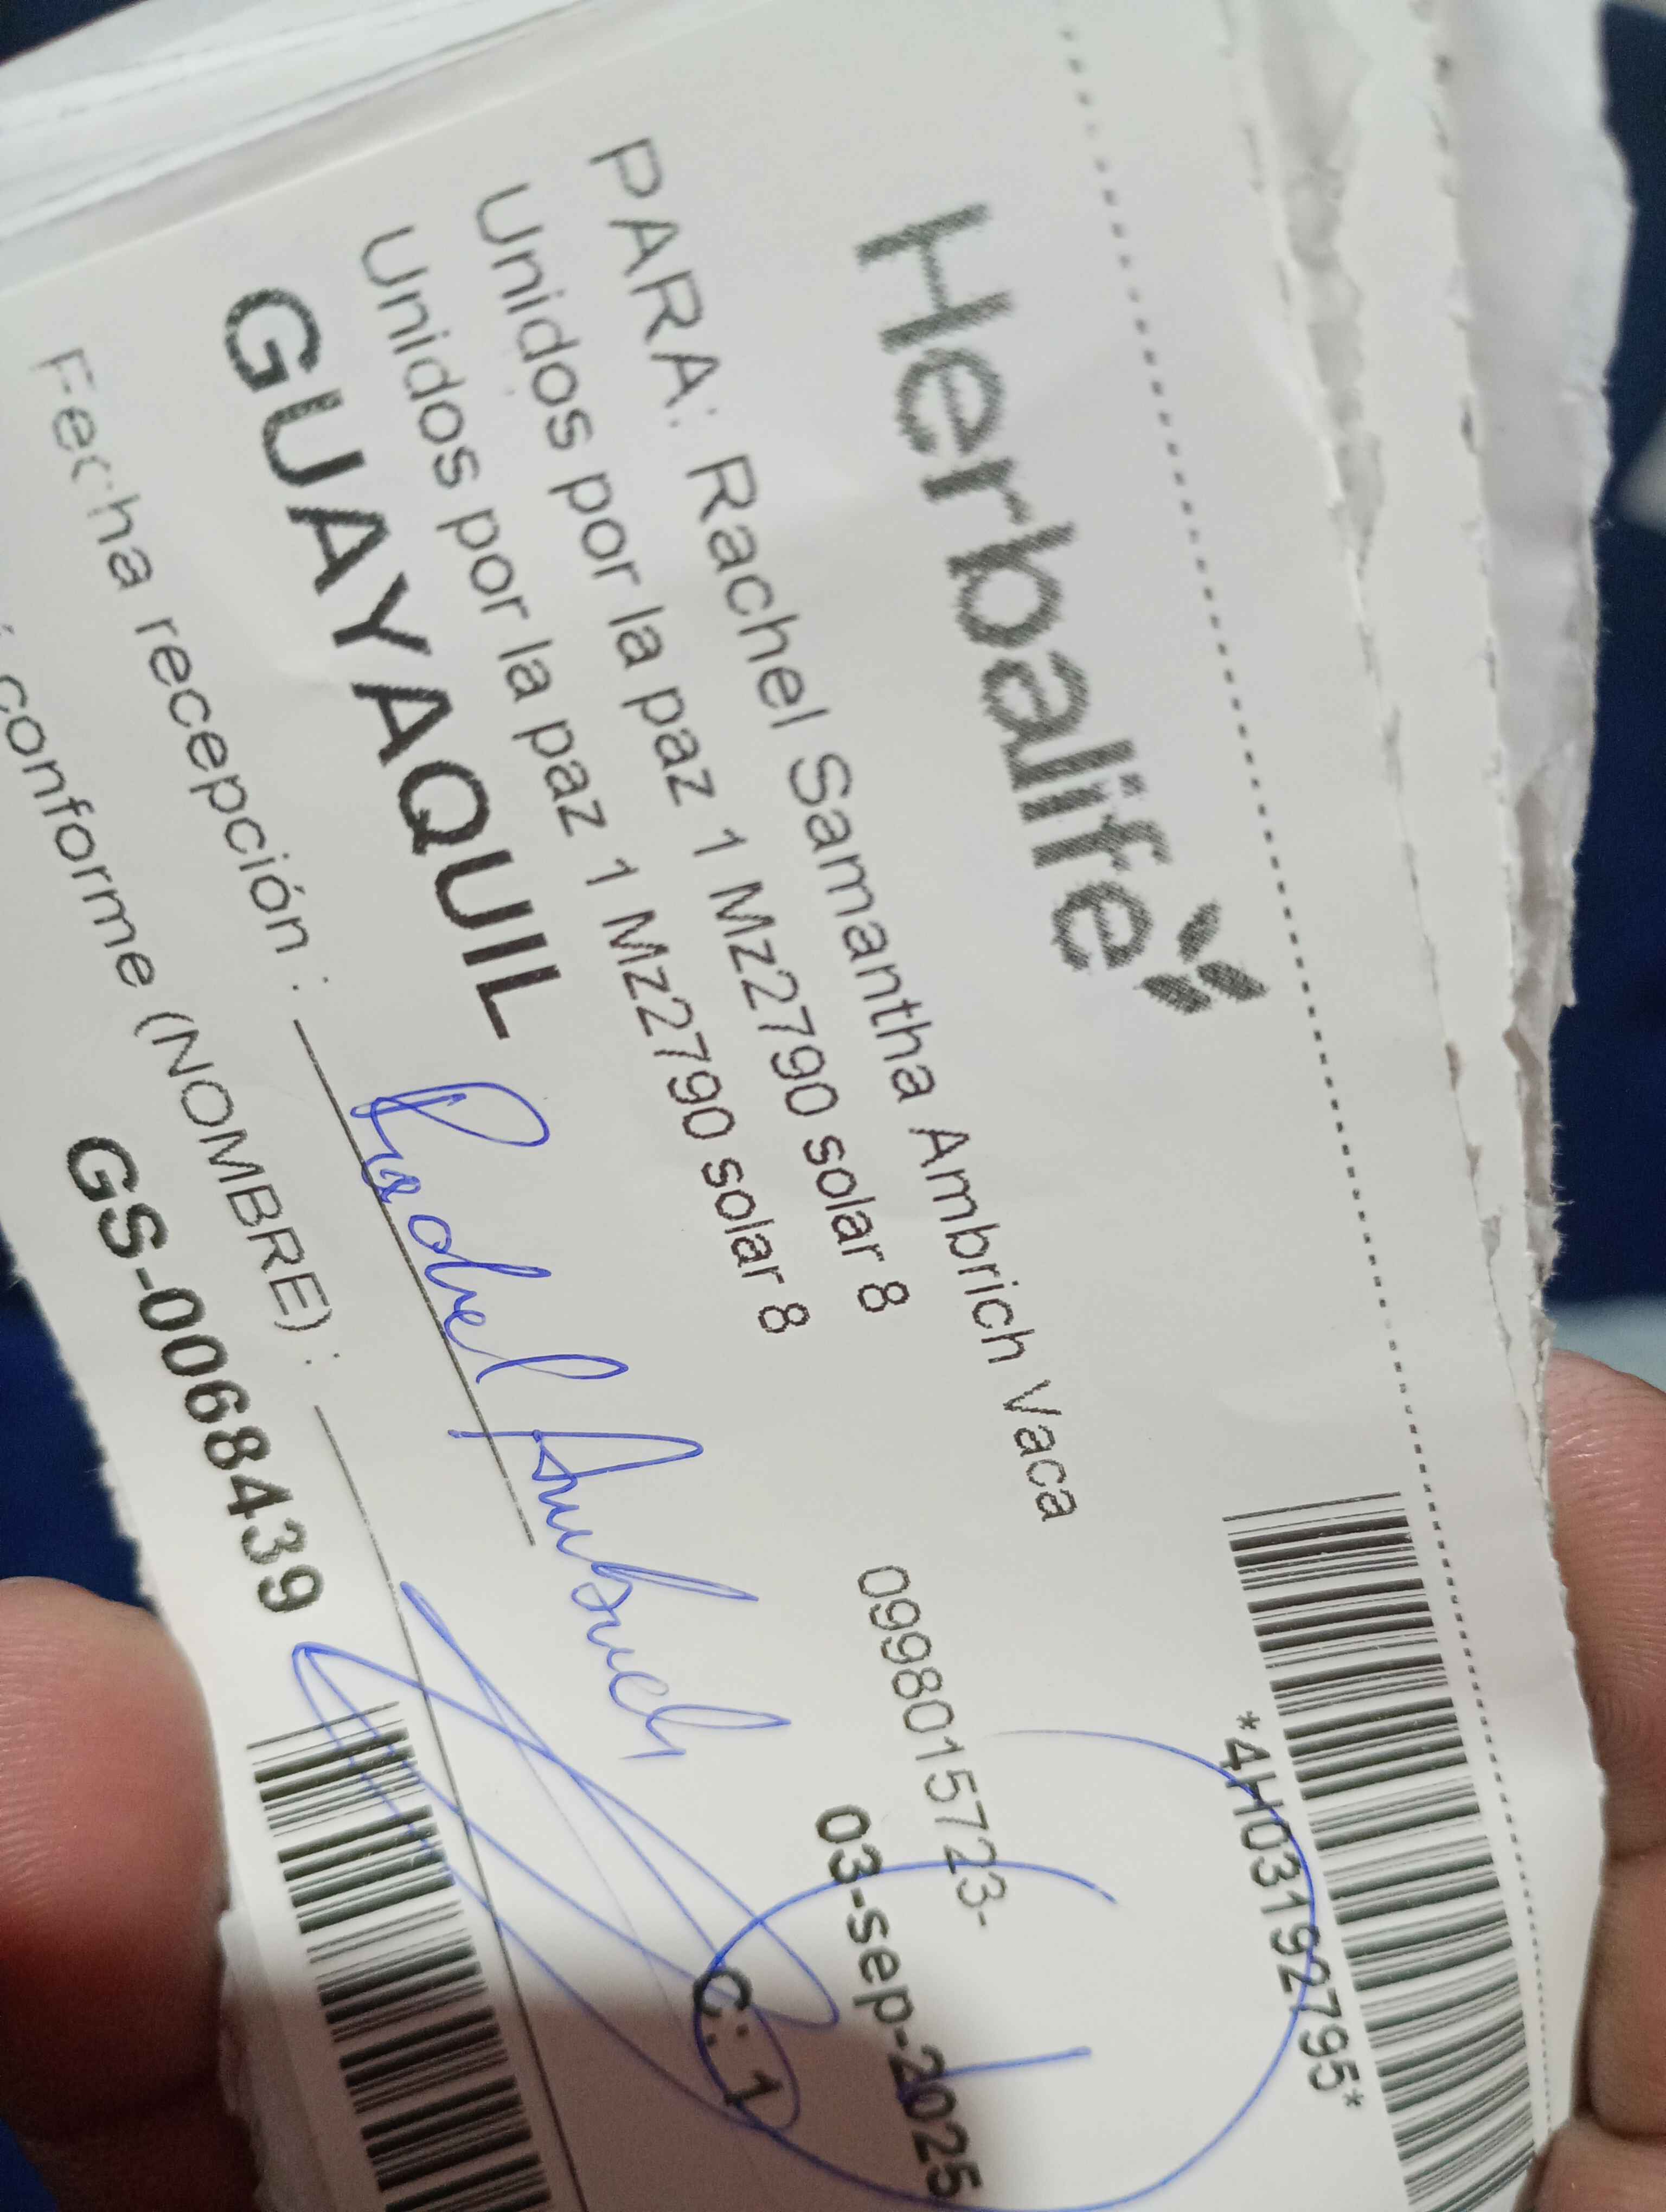 *4H03192795*
Herbalife
PARA: Rachel Samantha Ambrich Vaca
Unidos por la paz 1 Mz2790 solar 8 0998015723-
Unidos por la paz 1 Mz2790 solar 8 03-sep-2025
GUAYAQUIL C: 1
Fecha recepción : Rachel Ambrich
conforme (NOMBRE) :
GS-00684439